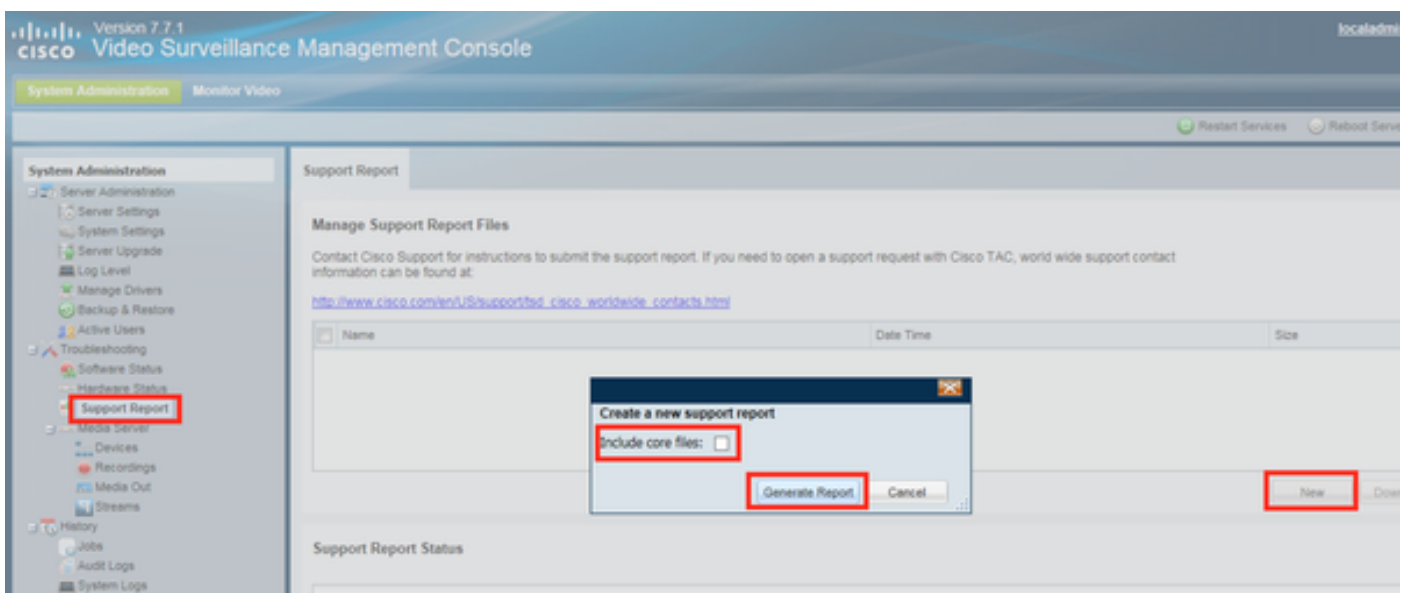 Version 7.7.1
CISCO Video Surveillance Management Console
localadmi
System Administration Monitor Video
Restart Services Reboot Serve
System Administration
Server Administration
Server Settings
System Settings
Server Upgrade
Log Level
Manage Drivers
Backup & Restore
Active Users
Troubleshooting
Software Status
Hardware Status
Support Report
Media Server
Devices
Recordings
Media Out
Streams
History
Jobs
Audit Logs
System Logs
Support Report
Manage Support Report Files
Contact Cisco Support for instructions to submit the support report. If you need to open a support request with Cisco TAC, world wide support contact
information can be found at:
http://www.cisco.com/en/US/support/tsd_cisco_worldwide_contacts.html
Name Date Time Size
Create a new support report
Include core files:
Generate Report Cancel
New Down
Support Report Status